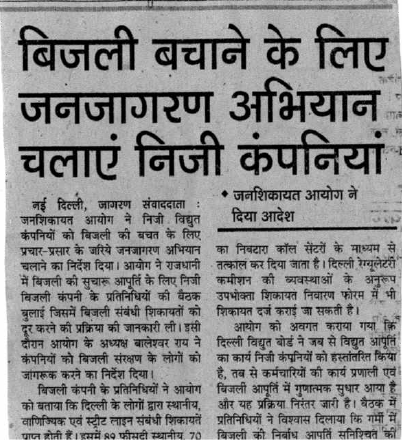 बिजली बचाने के लिए
जनजागरण अभियान
चलाएं निजी कंपनियां
नई दिल्ली, जागरण संवाददाता :
जनशिकायत आयोग ने निजी विद्युत
कंपनियों को बिजली की बचत के लिए
प्रचार-प्रसार के जरिये जनजागरण अभियान
चलाने का निर्देश दिया। आयोग ने राजधानी
में बिजली की सुचारू आपूर्ति के लिए निजी
बिजली कंपनी के प्रतिनिधियों की बैठक
बुलाई जिसमें बिजली संबंधी शिकायतों को
दूर करने की प्रक्रिया की जानकारी ली। इसी
दौरान आयोग के अध्यक्ष बालेश्वर राय ने
कंपनियों को बिजली संरक्षण के लोगों को
जागरूक करने का निर्देश दिया।
बिजली कंपनी के प्रतिनिधियों ने आयोग
को बताया कि दिल्ली के लोगों द्वारा स्थानीय,
वाणिज्यिक एवं स्ट्रीट लाइन संबंधी शिकायतें
प्राप्त होती हैं। इसमें 89 फीसदी स्थानीय, 70
♦ जनशिकायत आयोग ने
दिया आदेश
का निबटारा कॉल सेंटरों के माध्यम से
तत्काल कर दिया जाता है। दिल्ली रेग्युलेटरी
कमीशन की व्यवस्थाओं के अनुरूप
उपभोक्ता शिकायत निवारण फोरम में भी
शिकायत दर्ज कराई जा सकती है।
आयोग को अवगत कराया गया कि
दिल्ली विद्युत बोर्ड ने जब से विद्युत आपूर्ति
का कार्य निजी कंपनियों को हस्तांतरित किया
है, तब से कर्मचारियों की कार्य प्रणाली एवं
बिजली आपूर्ति में गुणात्मक सुधार आया है
और यह प्रक्रिया निरंतर जारी है। बैठक में
प्रतिनिधियों ने विश्वास दिलाया कि गर्मी में
बिजली की निर्बाध आपूर्ति सुनिश्चित की